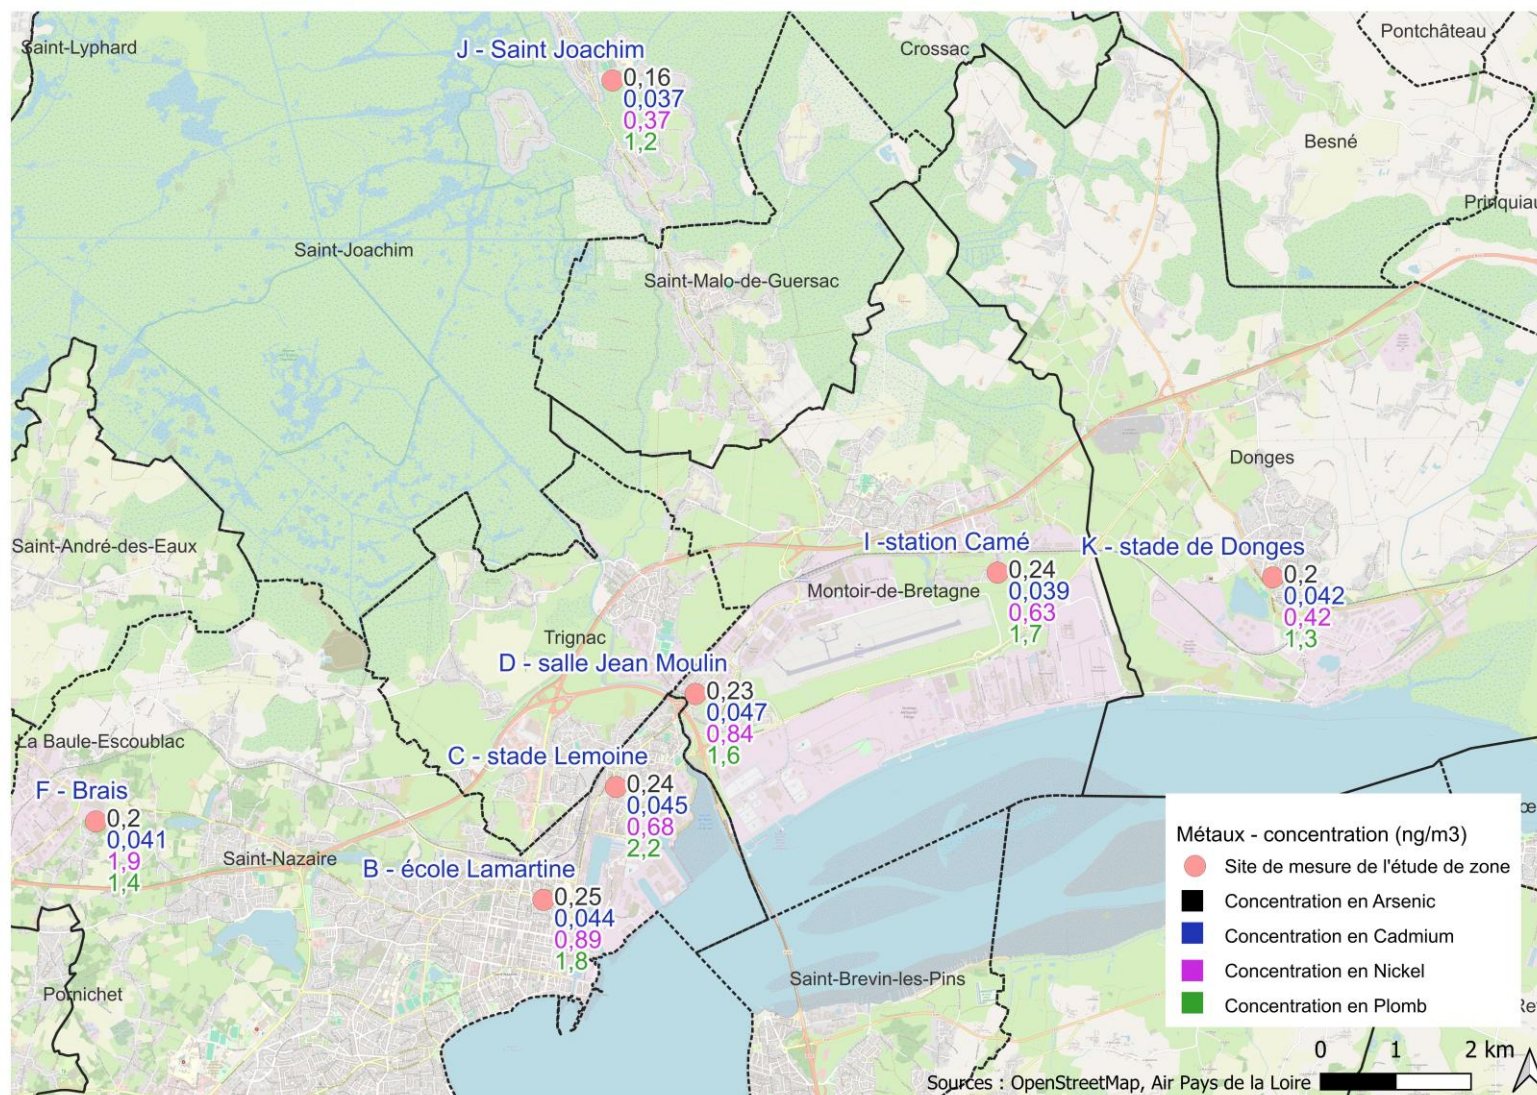 Saint-Lyphard
J - Saint Joachim
Crossac
Pontchâteau
0,16
0,037
0,37
1,2
Besné
Saint-Joachim
Saint-Malo-de-Guersac
Donges
Saint-André-des-Eaux
I -station Camé
K - stade de Donges
0,24
0,039
0,63
1,7
0,2
0,042
0,42
1,3
Montoir-de-Bretagne
Trignac
D - salle Jean Moulin
0,23
0,047
0,84
1,6
La Baule-Escoublac
C - stade Lemoine
0,24
0,045
0,68
2,2
F - Brais
0,2
0,041
1,9
1,4
Saint-Nazaire
B - école Lamartine
0,25
0,044
0,89
1,8
Saint-Brevin-les-Pins
Pornichet
Métaux - concentration (ng/m3)
Site de mesure de l'étude de zone
Concentration en Arsenic
Concentration en Cadmium
Concentration en Nickel
Concentration en Plomb
0 1 2 km
Sources : OpenStreetMap, Air Pays de la Loire